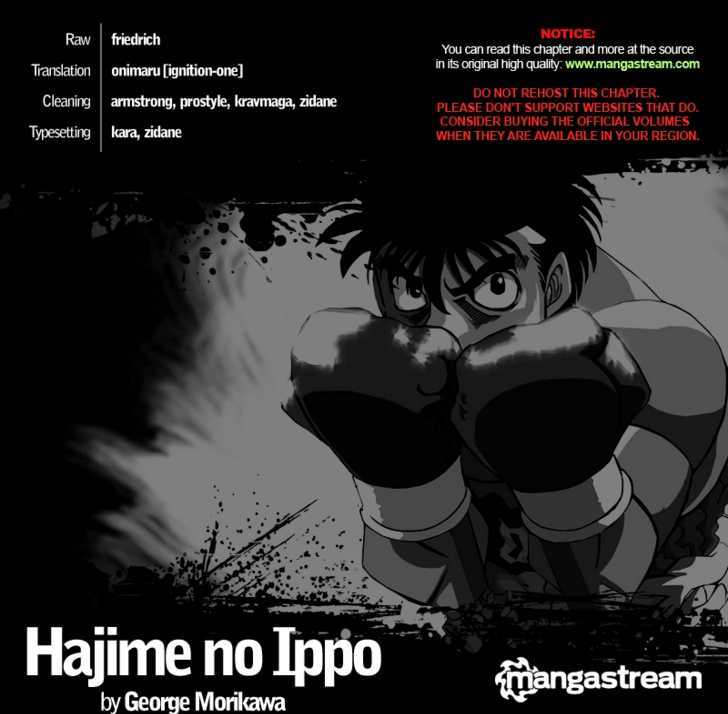 Raw friedrich
Translation onimaru [ignition-one]
Cleaning armstrong, prostyle, kravmaga, zidane
Typesetting kara, zidane
NOTICE:
You can read this chapter and more at the source
in its original high quality: www.mangastream.com
DO NOT REHOST THIS CHAPTER.
PLEASE DON'T SUPPORT WEBSITES THAT DO.
CONSIDER BUYING THE OFFICIAL VOLUMES
WHEN THEY ARE AVAILABLE IN YOUR REGION.
Hajime no Ippo
by George Morikawa
mangastream